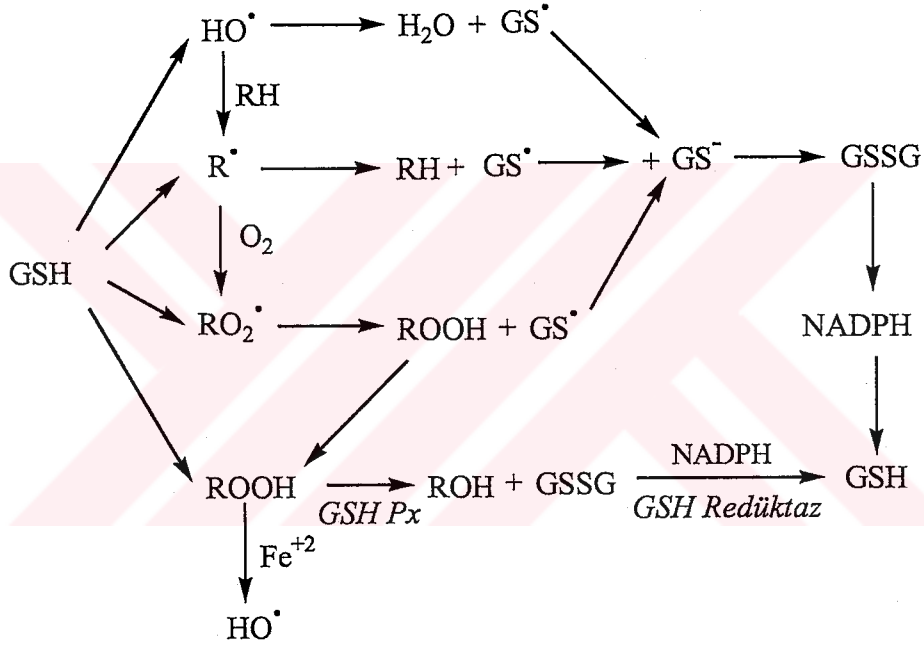 HO• H₂O + GS•
RH
R• RH + GS• + GS⁻ GSSG
O₂
GSH
RO₂• ROOH + GS• NADPH
NADPH
ROOH ROH + GSSG GSH
GSH Px GSH Redüktaz
Fe⁺²
HO•